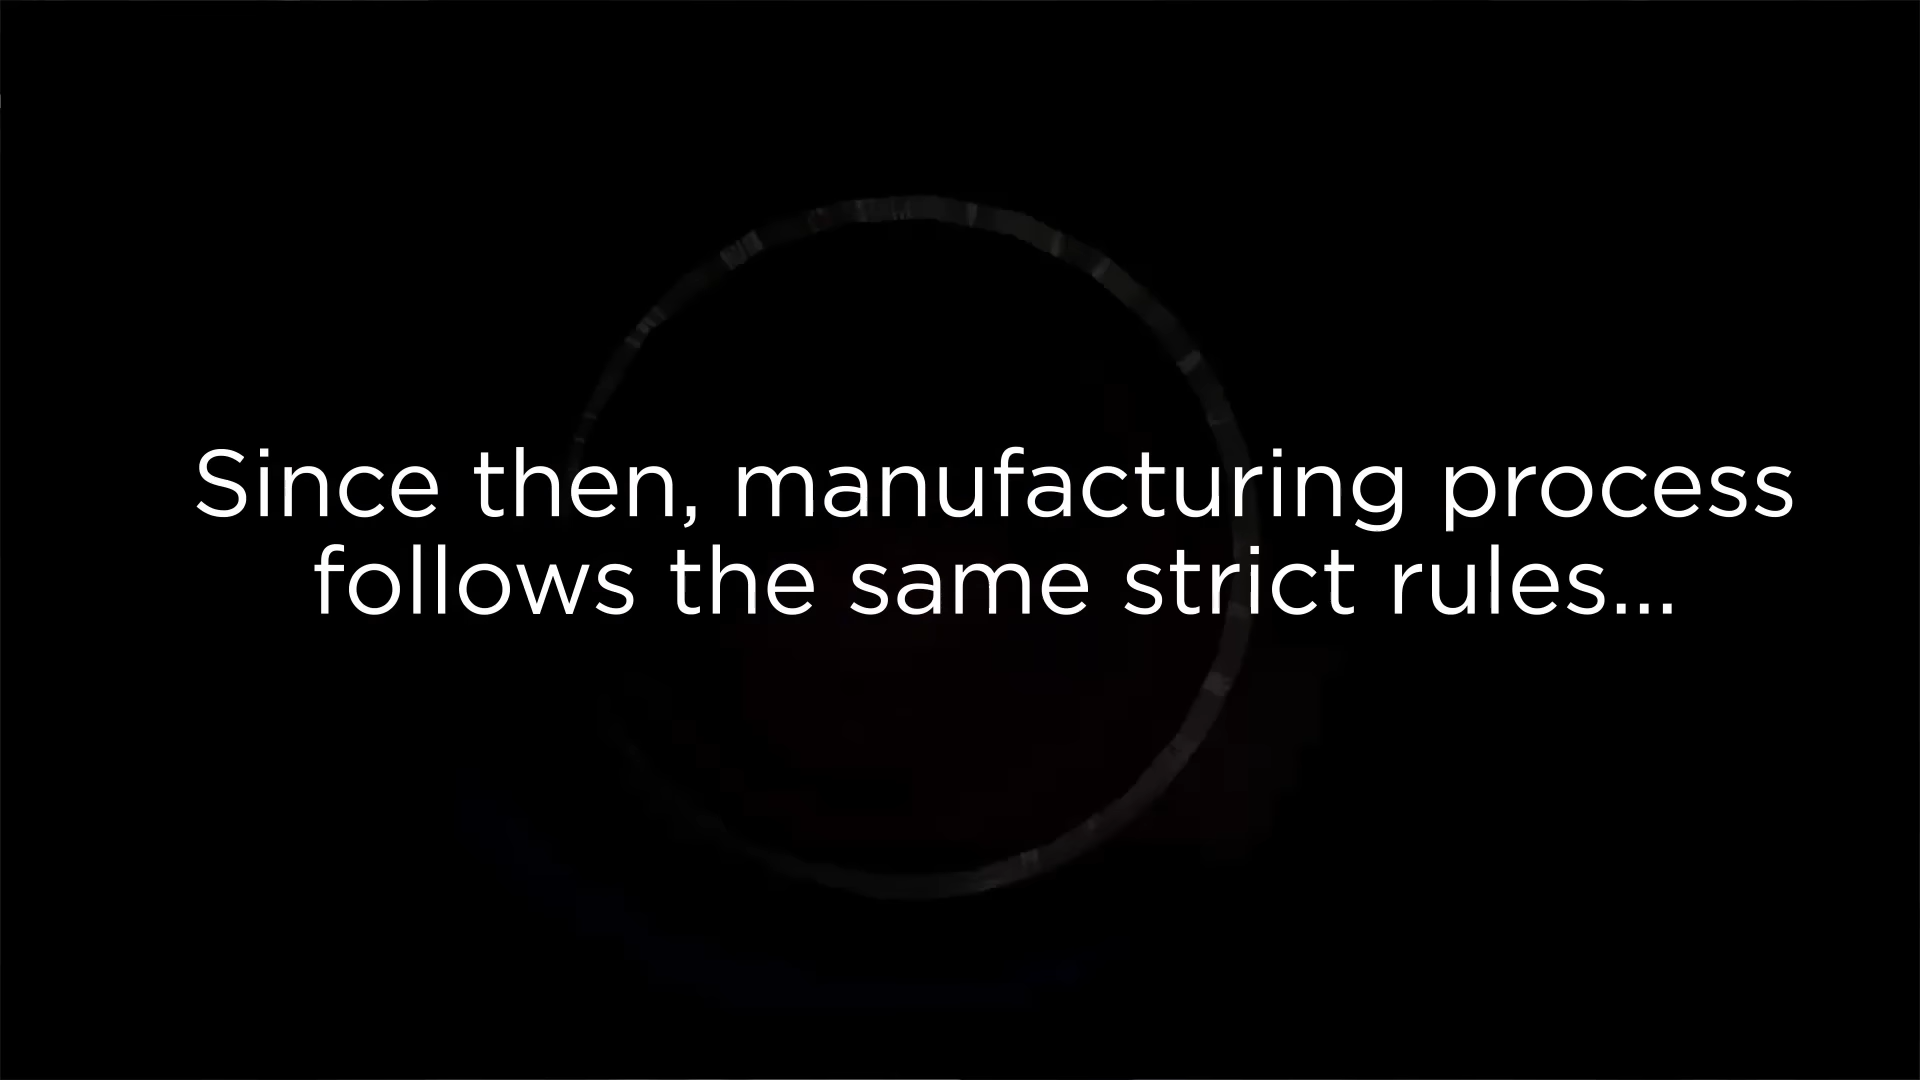 Since then, manufacturing process
follows the same strict rules...